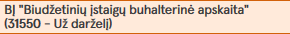 BĮ "Biudžetinių įstaigų buhalterinė apskaita"
(31550 - Už darželį)